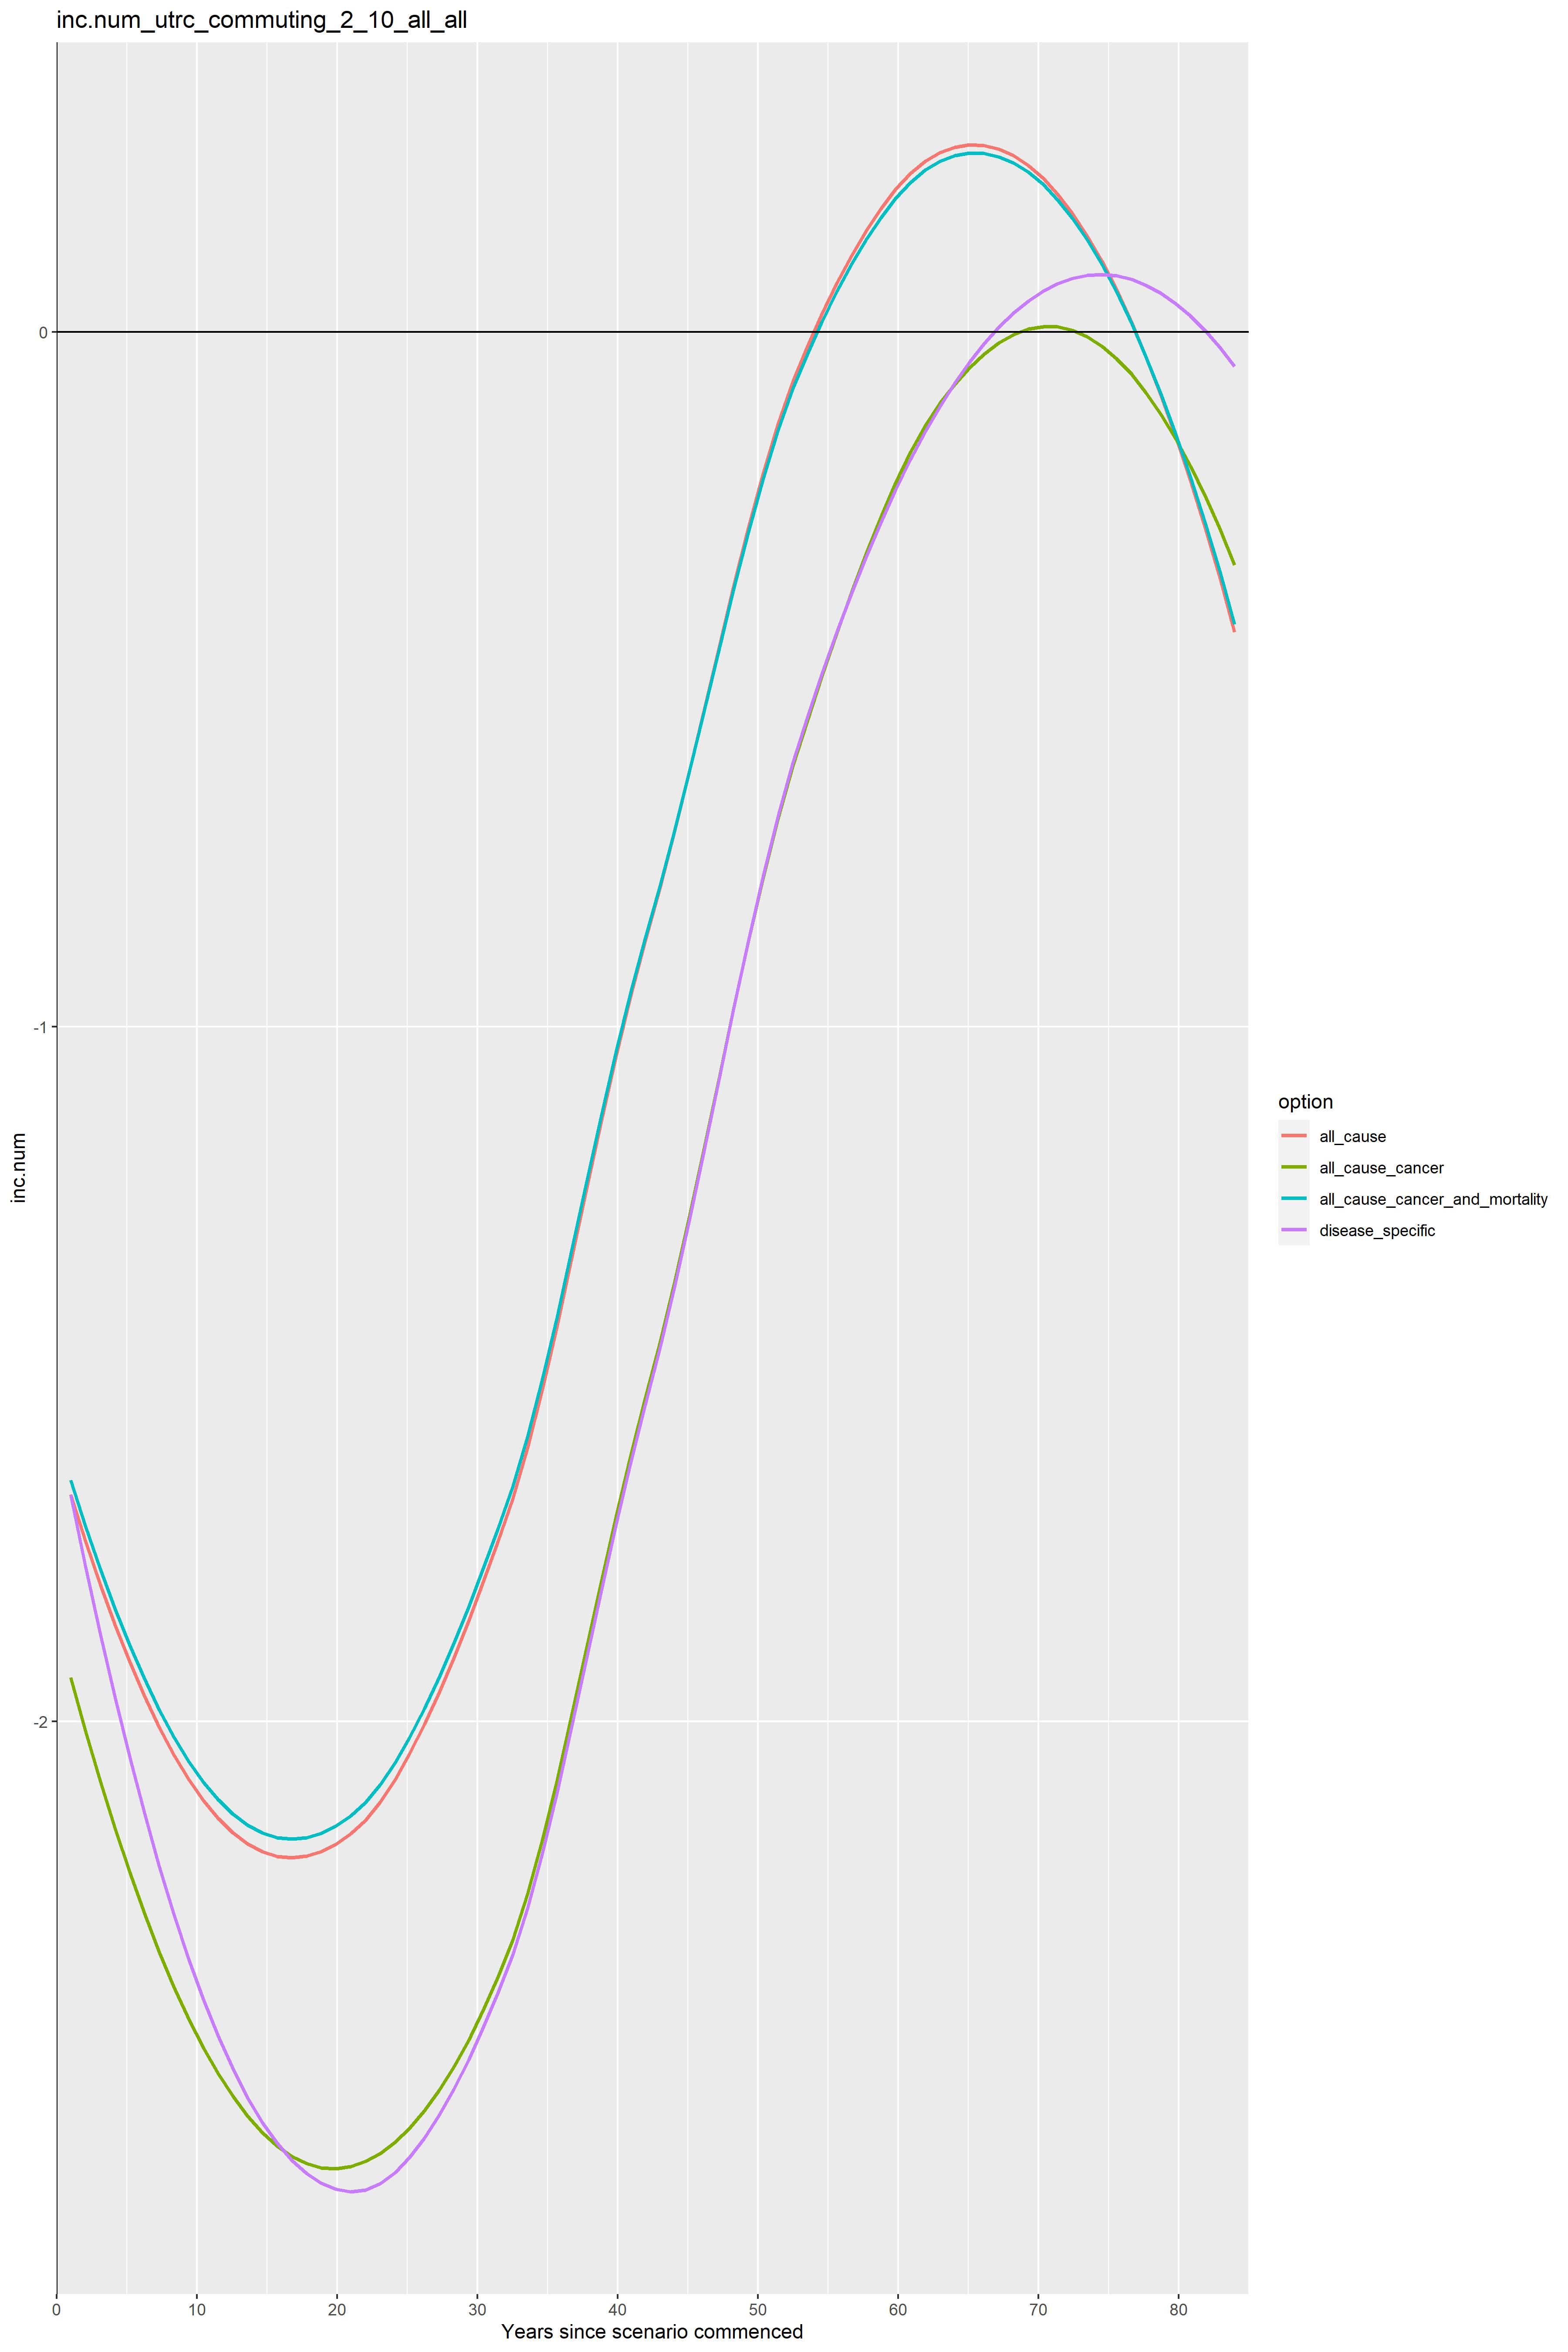 inc.num_utrc_commuting_2_10_all_all
0
-1
-2
inc.num
0 10 20 30 40 50 60 70 80
Years since scenario commenced
option
all_cause
all_cause_cancer
all_cause_cancer_and_mortality
disease_specific